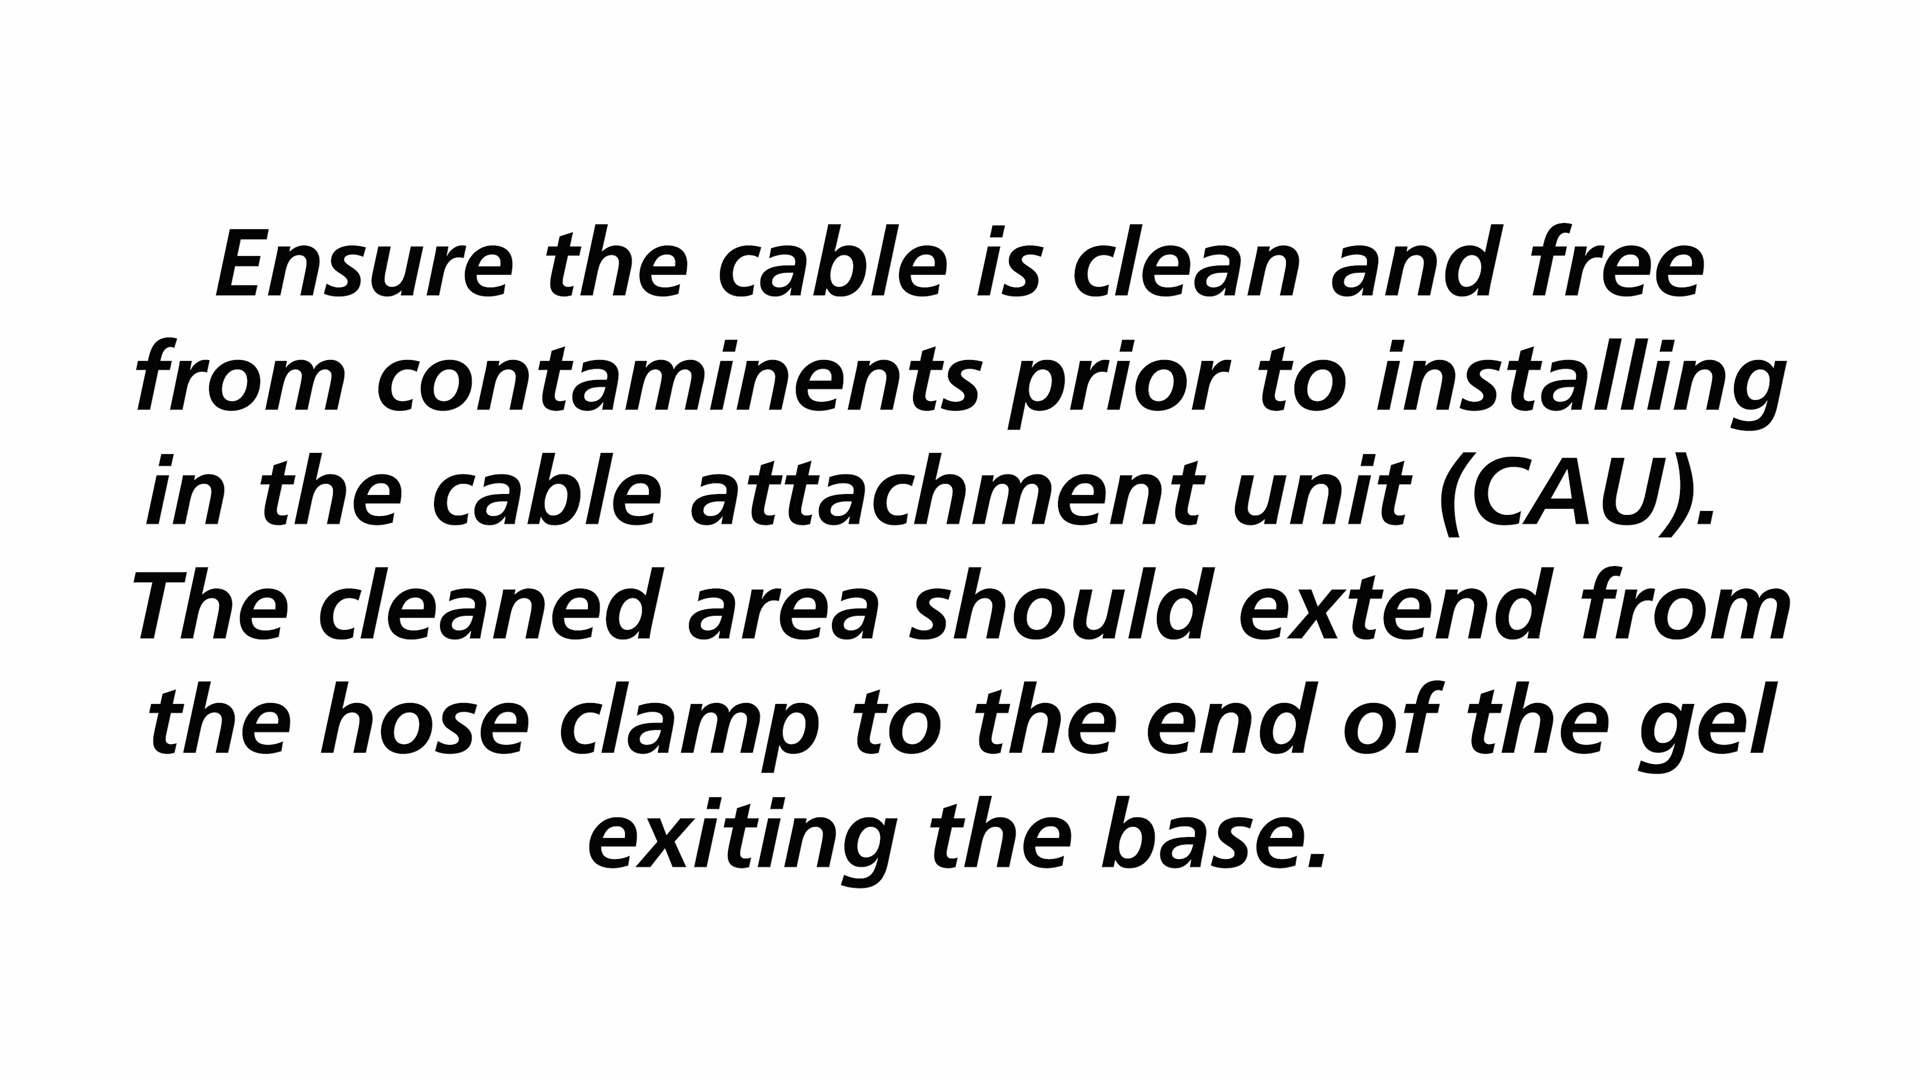 Ensure the cable is clean and free
from contaminents prior to installing
in the cable attachment unit (CAU).
The cleaned area should extend from
the hose clamp to the end of the gel
exiting the base.